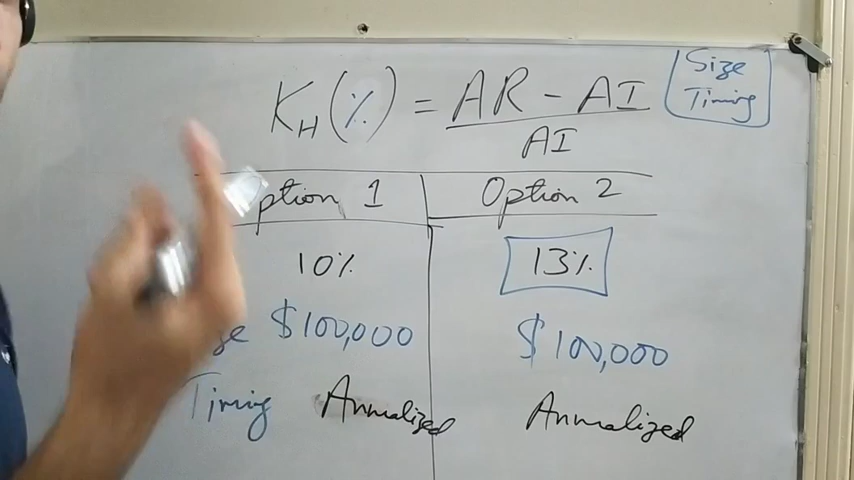 K_H (%) = AR - AI
AI
Size
Timing
ption 1
Option 2
10%
13%
$100,000
$100,000
Timing Annualized
Annualized